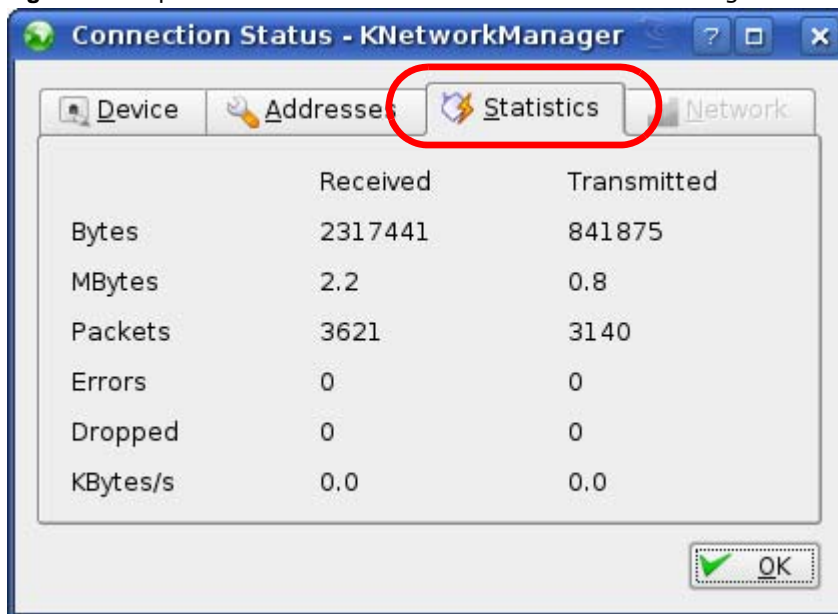 Connection Status - KNetworkManager
Device Addresses Statistics Network
Received Transmitted
Bytes 2317441 841875
MBytes 2.2 0.8
Packets 3621 3140
Errors 0 0
Dropped 0 0
KBytes/s 0.0 0.0
OK